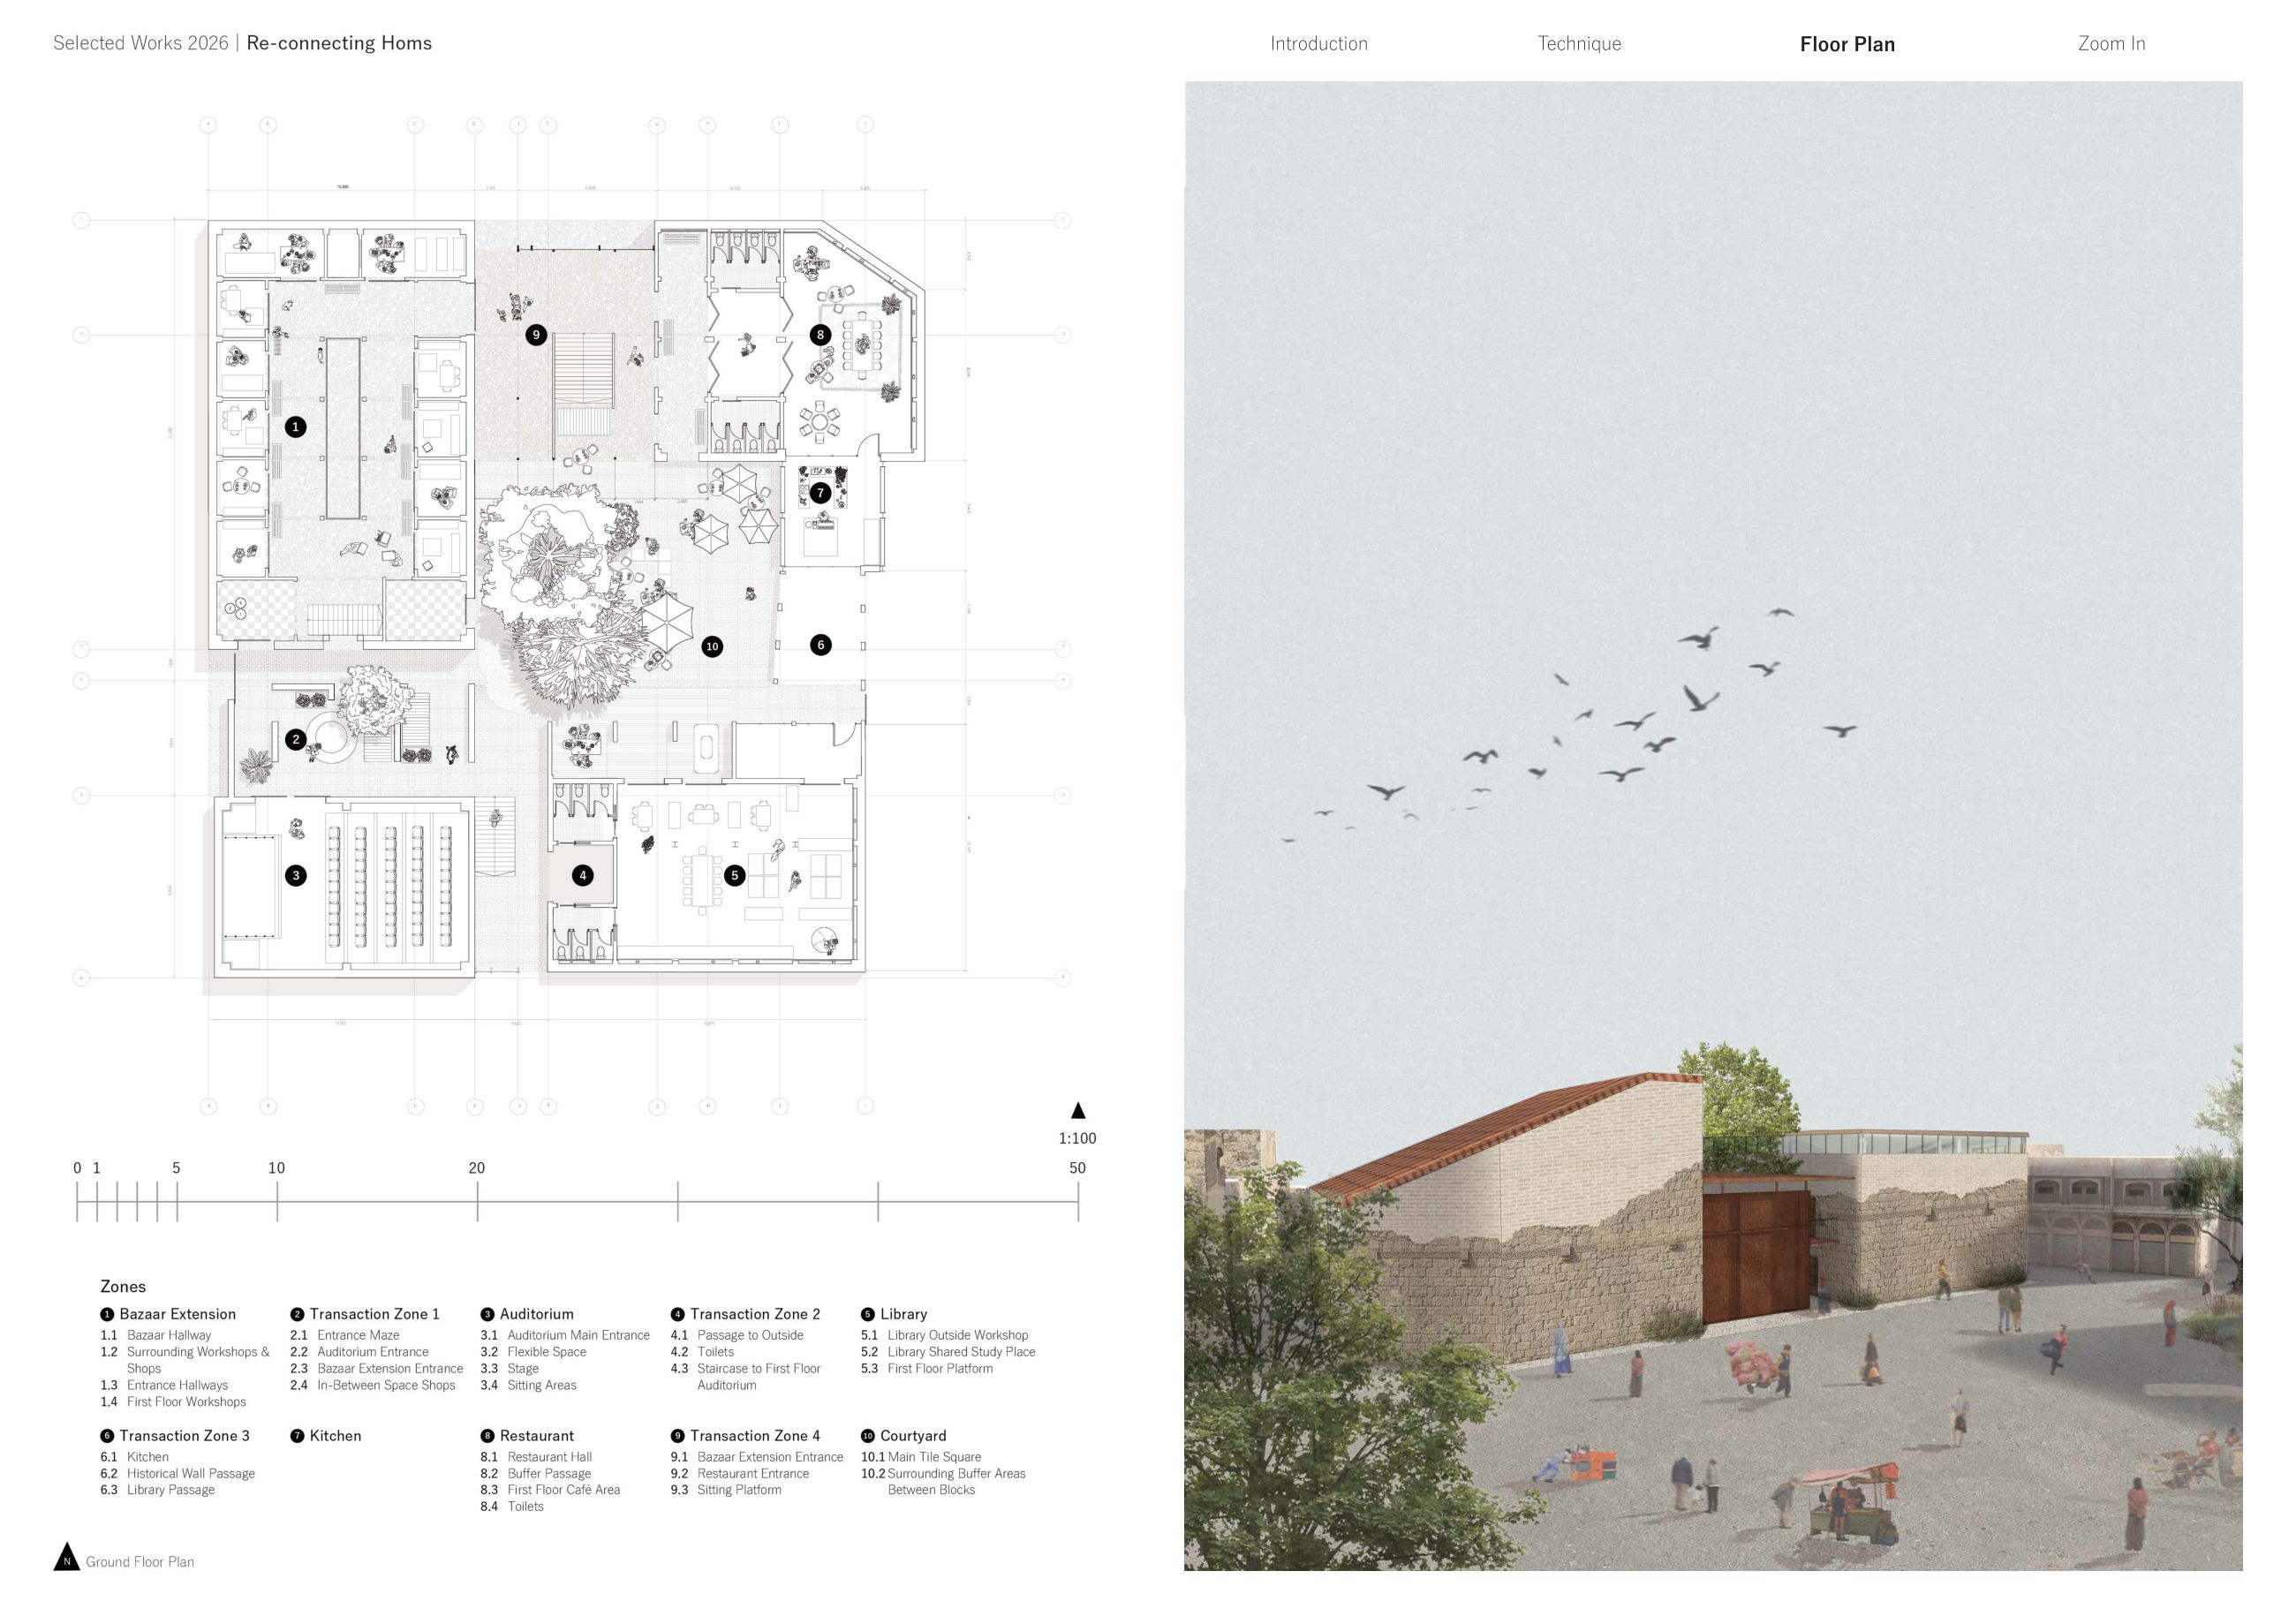 Selected Works 2026 | Re-connecting Homs
Introduction
Technique
Floor Plan
Zoom In
9
8
1
7
10
6
2
3
4
5
1:100
0 1 5 10 20 50
Zones
1 Bazaar Extension
1.1 Bazaar Hallway
1.2 Surrounding Workshops &
Shops
1.3 Entrance Hallways
1.4 First Floor Workshops
2 Transaction Zone 1
2.1 Entrance Maze
2.2 Auditorium Entrance
2.3 Bazaar Extension Entrance
2.4 In-Between Space Shops
3 Auditorium
3.1 Auditorium Main Entrance
3.2 Flexible Space
3.3 Stage
3.4 Sitting Areas
4 Transaction Zone 2
4.1 Passage to Outside
4.2 Toilets
4.3 Staircase to First Floor
Auditorium
5 Library
5.1 Library Outside Workshop
5.2 Library Shared Study Place
5.3 First Floor Platform
6 Transaction Zone 3
6.1 Kitchen
6.2 Historical Wall Passage
6.3 Library Passage
7 Kitchen
8 Restaurant
8.1 Restaurant Hall
8.2 Buffer Passage
8.3 First Floor Café Area
8.4 Toilets
9 Transaction Zone 4
9.1 Bazaar Extension Entrance
9.2 Restaurant Entrance
9.3 Sitting Platform
10 Courtyard
10.1 Main Tile Square
10.2 Surrounding Buffer Areas
Between Blocks
N Ground Floor Plan